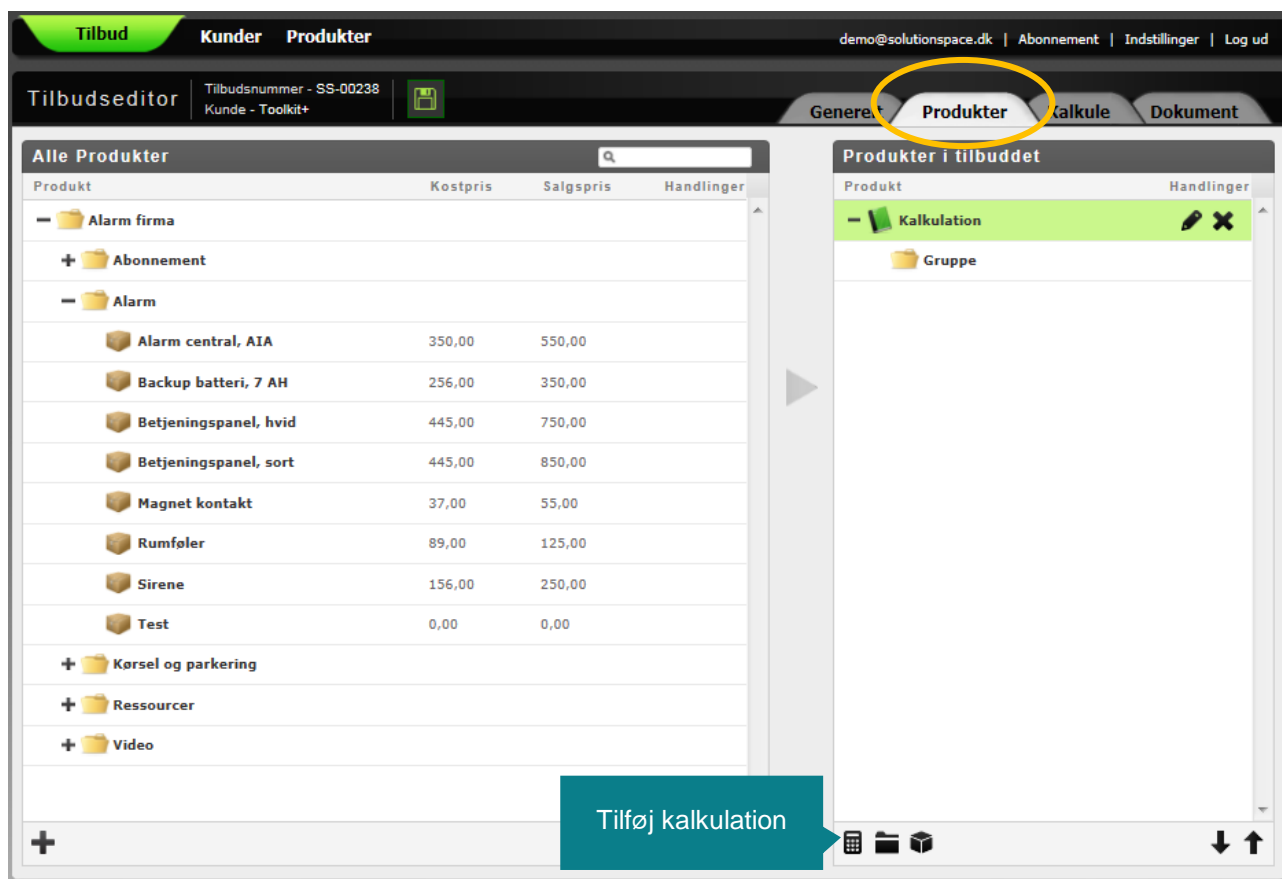 Tilbud Kunder Produkter demo@solutionspace.dk | Abonnement | Indstillinger | Log ud
Tilbudseditor Tilbudsnummer - SS-00238
Kunde - Toolkit+
Generelt Produkter Kalkule Dokument
Alle Produkter
Produkt Kostpris Salgspris Handlinger
Alarm firma
Abonnement
Alarm
Alarm central, AIA 350,00 550,00
Backup batteri, 7 AH 256,00 350,00
Betjeningspanel, hvid 445,00 750,00
Betjeningspanel, sort 445,00 850,00
Magnet kontakt 37,00 55,00
Rumføler 89,00 125,00
Sirene 156,00 250,00
Test 0,00 0,00
Kørsel og parkering
Ressourcer
Video
Produkter i tilbuddet
Produkt Handlinger
Kalkulation
Gruppe
Tilføj kalkulation